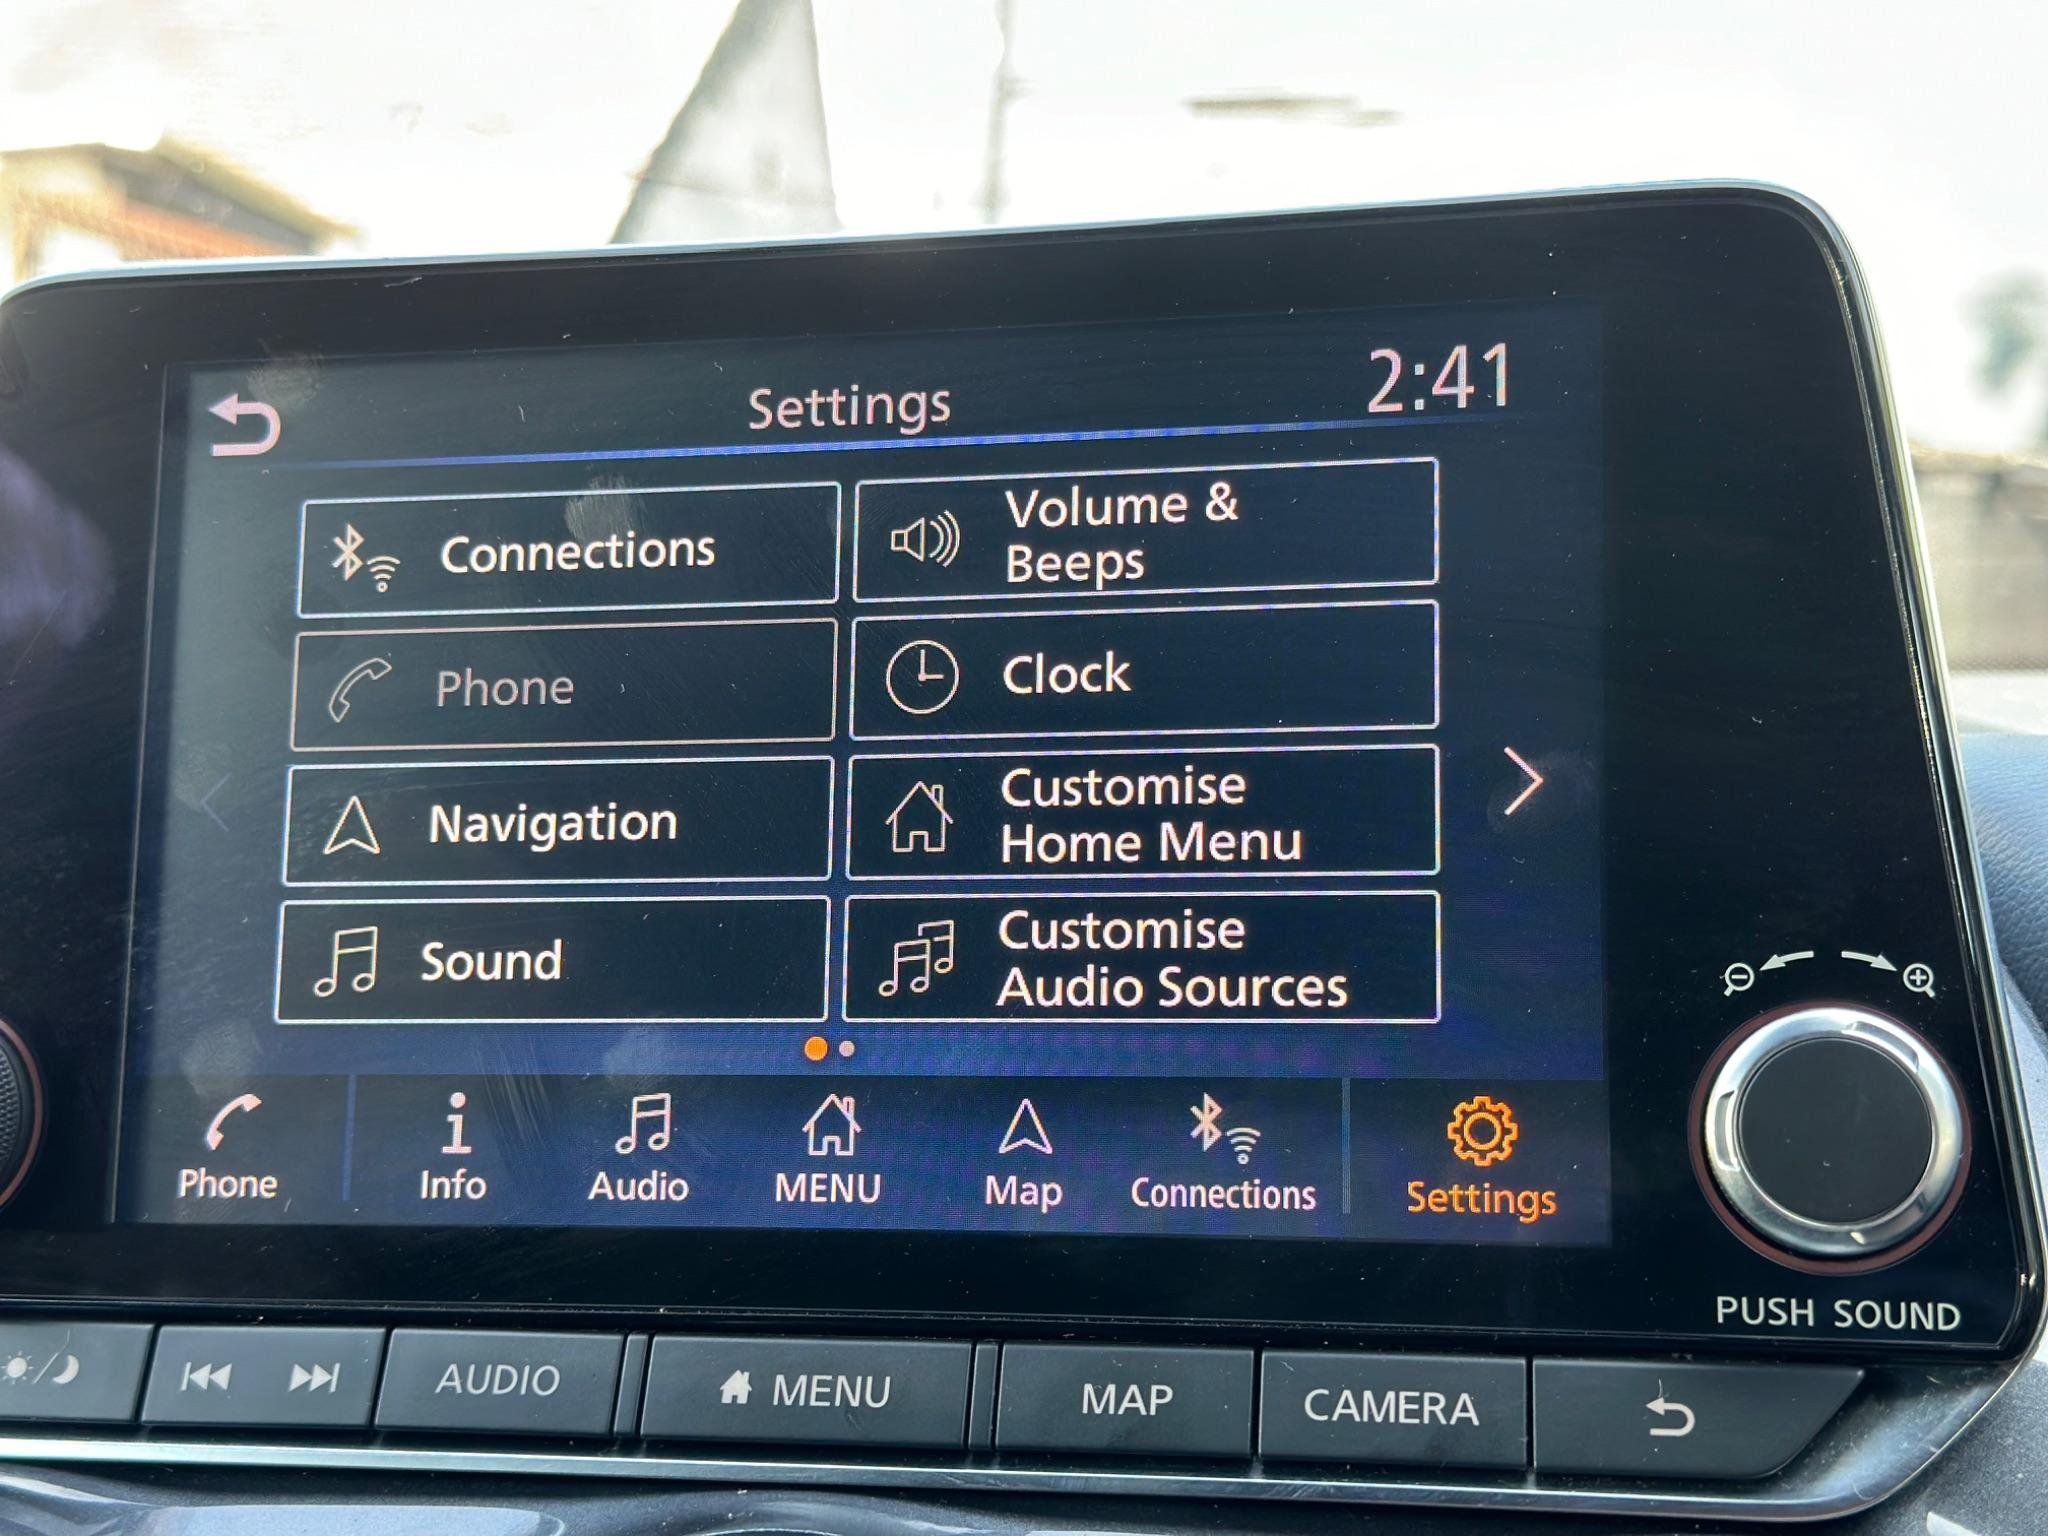 Settings
2:41
Connections
Volume &
Beeps
Phone
Clock
Navigation
Customise
Home Menu
Sound
Customise
Audio Sources
Phone
Info
Audio
MENU
Map
Connections
Settings
PUSH SOUND
AUDIO
MENU
MAP
CAMERA